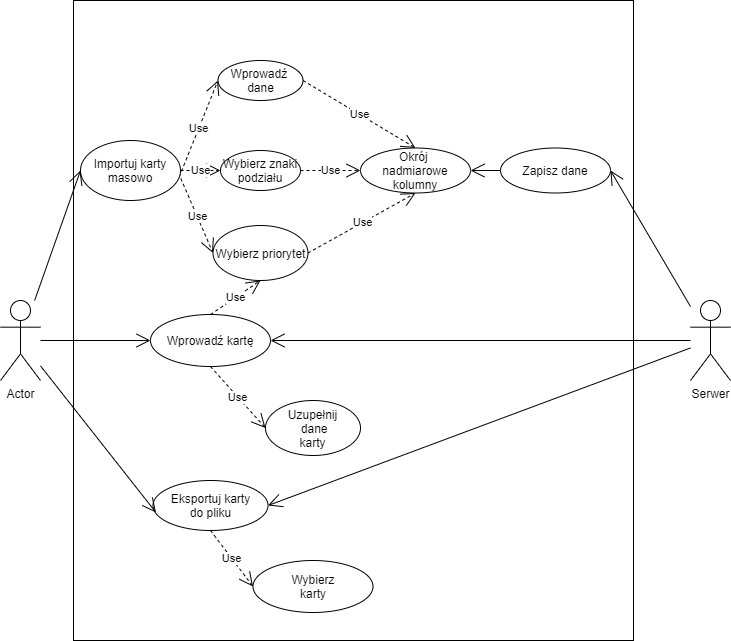 Wprowadź
dane
Use
Use
Importuj karty
masowo
Use
Wybierz znaki
podziału
Use
Okrój
nadmiarowe
kolumny
Zapisz dane
Use
Use
Wybierz priorytet
Use
Wprowadź kartę
Actor
Serwer
Use
Uzupełnij
dane
karty
Eksportuj karty
do pliku
Use
Wybierz
karty